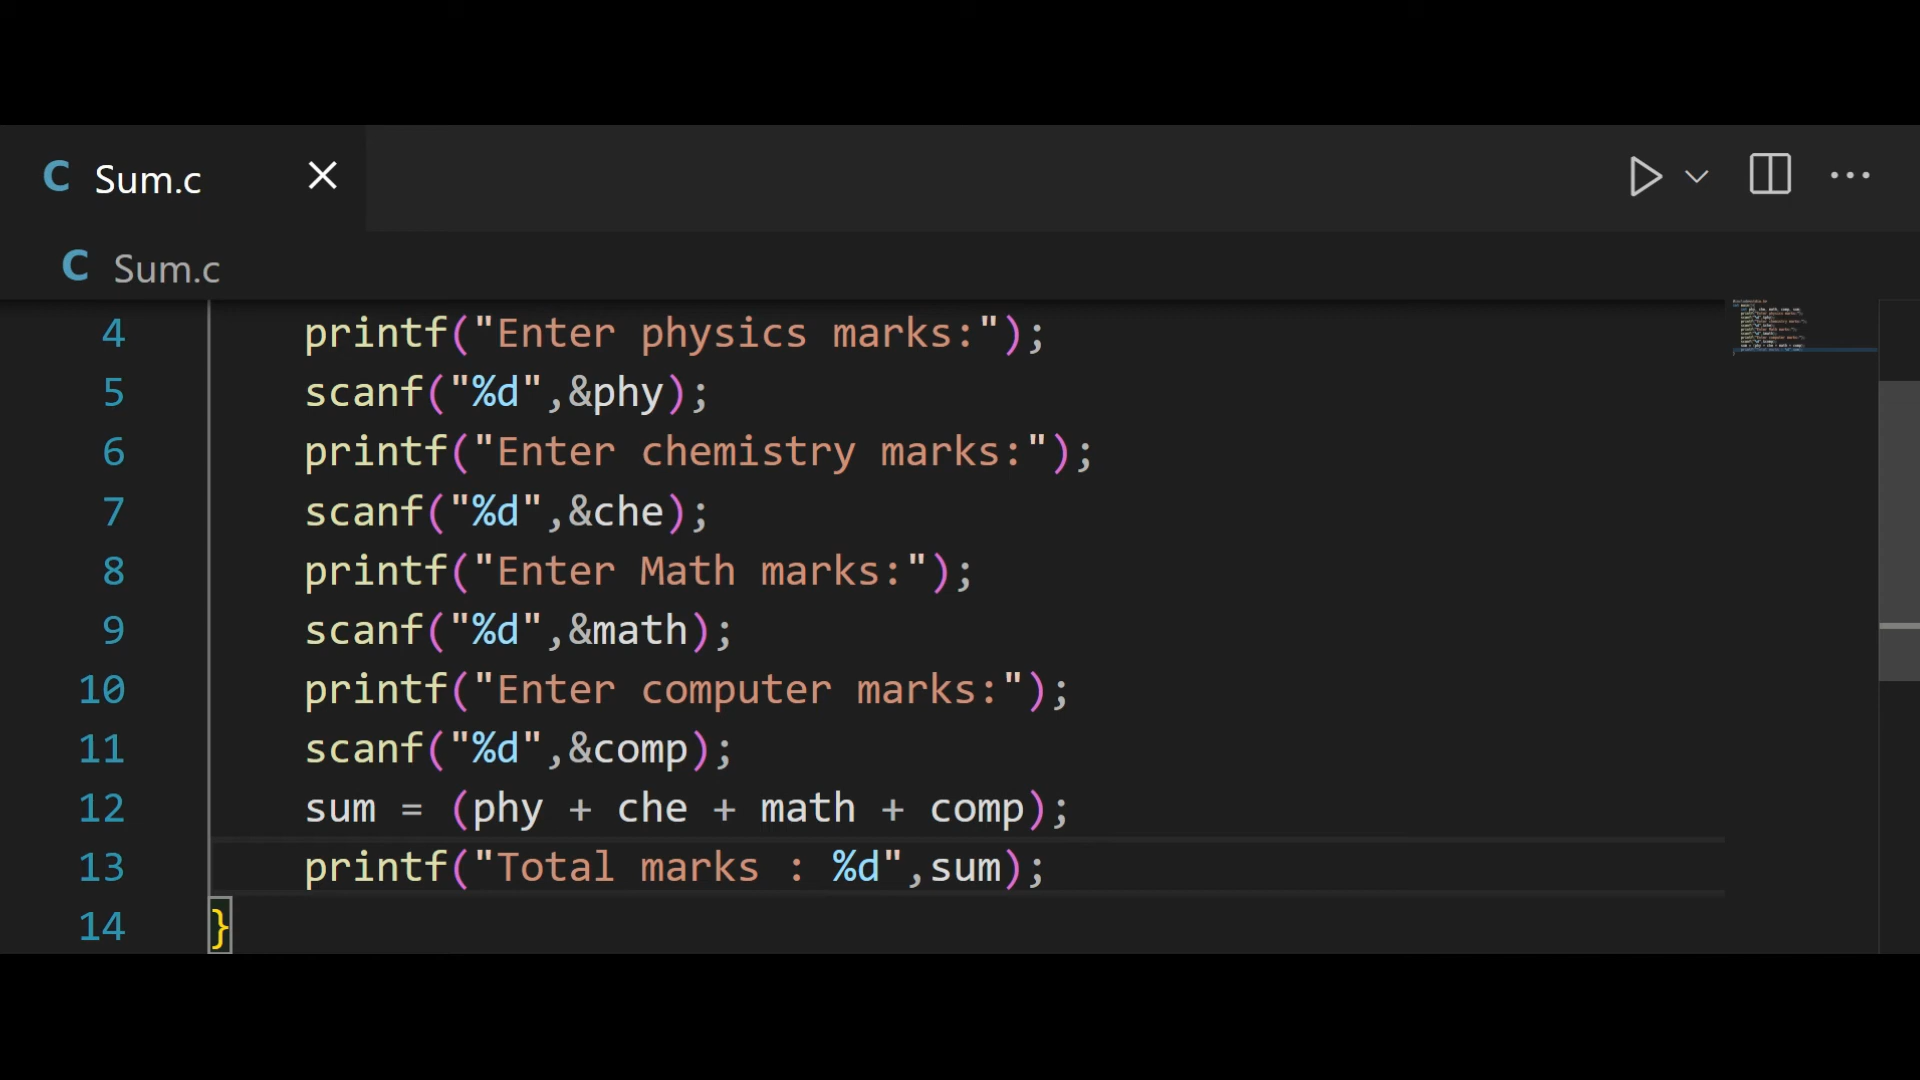 C Sum.c
C Sum.c
4 printf("Enter physics marks:");
5 scanf("%d",&phy);
6 printf("Enter chemistry marks:");
7 scanf("%d",&che);
8 printf("Enter Math marks:");
9 scanf("%d",&math);
10 printf("Enter computer marks:");
11 scanf("%d",&comp);
12 sum = (phy + che + math + comp);
13 printf("Total marks : %d",sum);
14 }